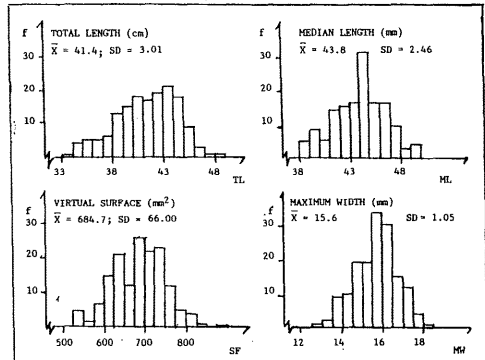 f TOTAL LENGTH (cm)
X̄ = 41.4; SD = 3.01
30
20
10
33 38 43 48
TL
f MEDIAN LENGTH (mm)
X̄ = 43.8 SD = 2.46
30
20
10
38 43 48
ML
f VIRTUAL SURFACE (mm²)
X̄ = 684.7; SD = 66.00
30
20
10
500 600 700 800
SF
f MAXIMUM WIDTH (mm)
X̄ = 15.6 SD = 1.05
30
20
10
12 14 16 18
MW